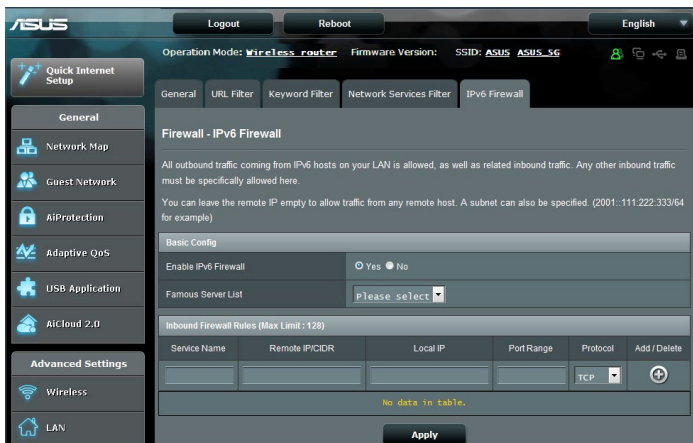 ASUS
Logout
Reboot
English
Operation Mode: Wireless router Firmware Version: SSID: ASUS ASUS_5G
Quick Internet
Setup
General
Network Map
Guest Network
AiProtection
Adaptive QoS
USB Application
AiCloud 2.0
Advanced Settings
Wireless
LAN
General URL Filter Keyword Filter Network Services Filter IPv6 Firewall
Firewall - IPv6 Firewall
All outbound traffic coming from IPv6 hosts on your LAN is allowed, as well as related inbound traffic. Any other inbound traffic
must be specifically allowed here.
You can leave the remote IP empty to allow traffic from any remote host. A subnet can also be specified. (2001::111:222:333/64
for example)
Basic Config
Enable IPv6 Firewall Yes No
Famous Server List Please select
Inbound Firewall Rules (Max Limit : 128)
Service Name Remote IP/CIDR Local IP Port Range Protocol Add / Delete
TCP
No data in table.
Apply